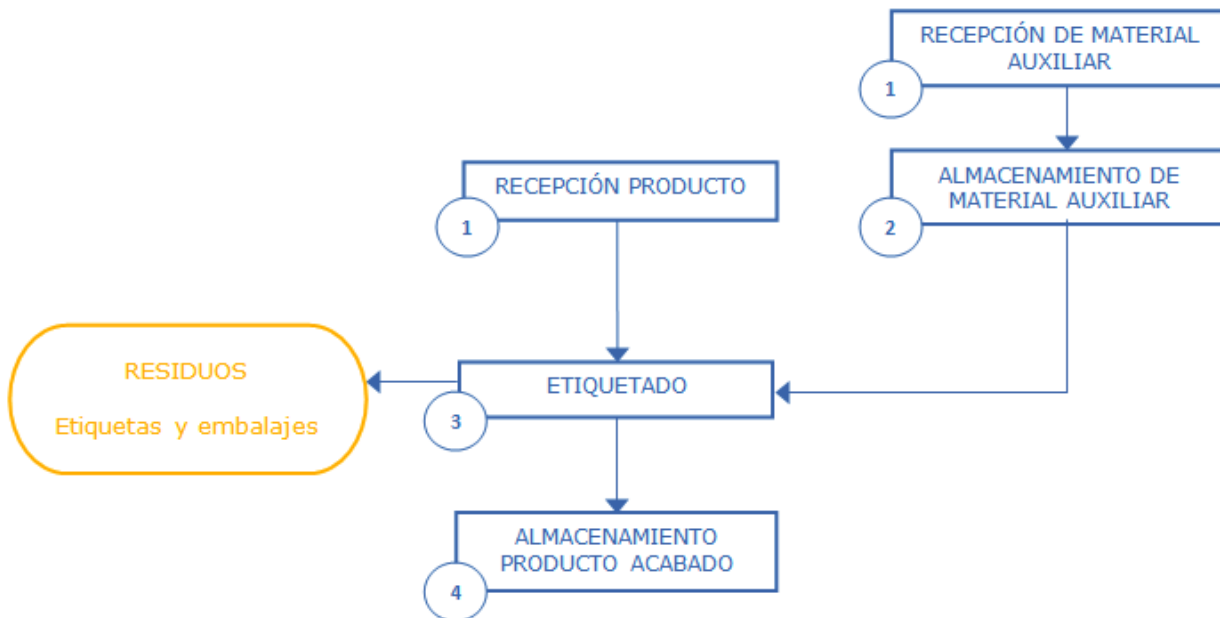 RECEPCIÓN DE MATERIAL
AUXILIAR
1
ALMACENAMIENTO DE
MATERIAL AUXILIAR
2
RECEPCIÓN PRODUCTO
1
RESIDUOS
Etiquetas y embalajes
ETIQUETADO
3
ALMACENAMIENTO
PRODUCTO ACABADO
4